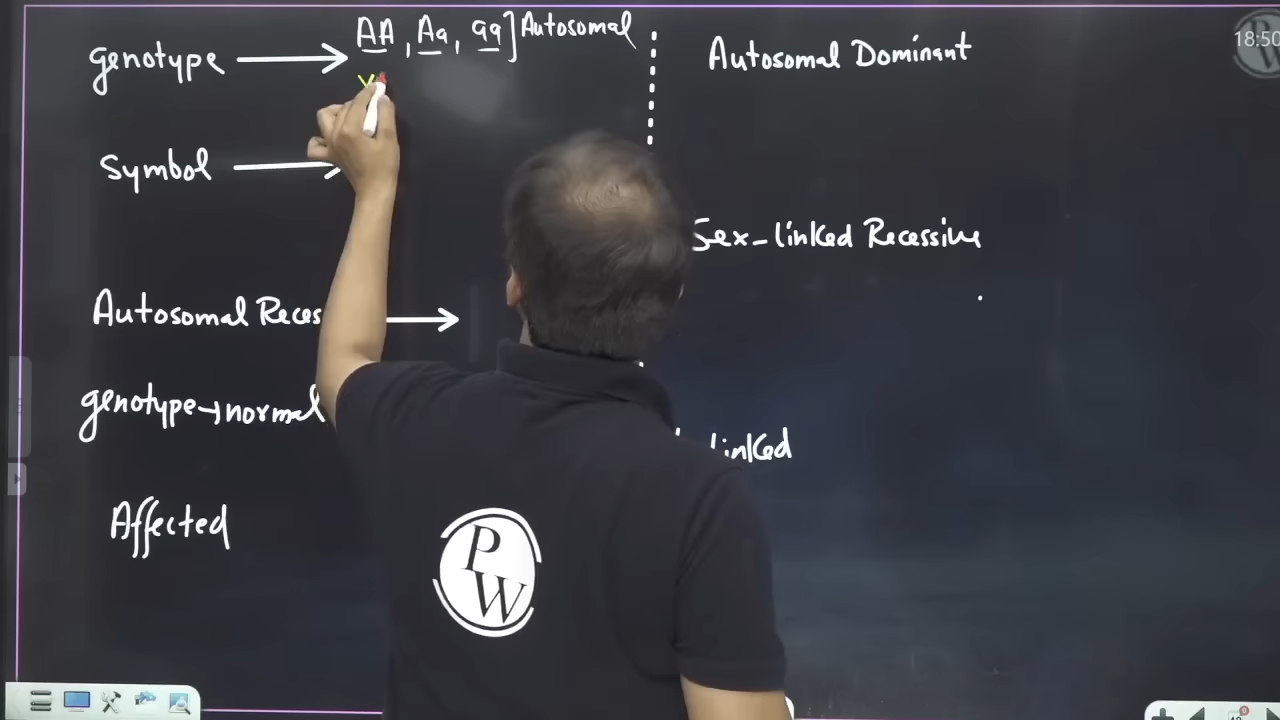 genotype → AA, Aa, aa] Autosomal
Symbol →
Autosomal →
genotype → normal
Affected
Autosomal Dominant
Sex-linked Recessive
linked
PW
18:50